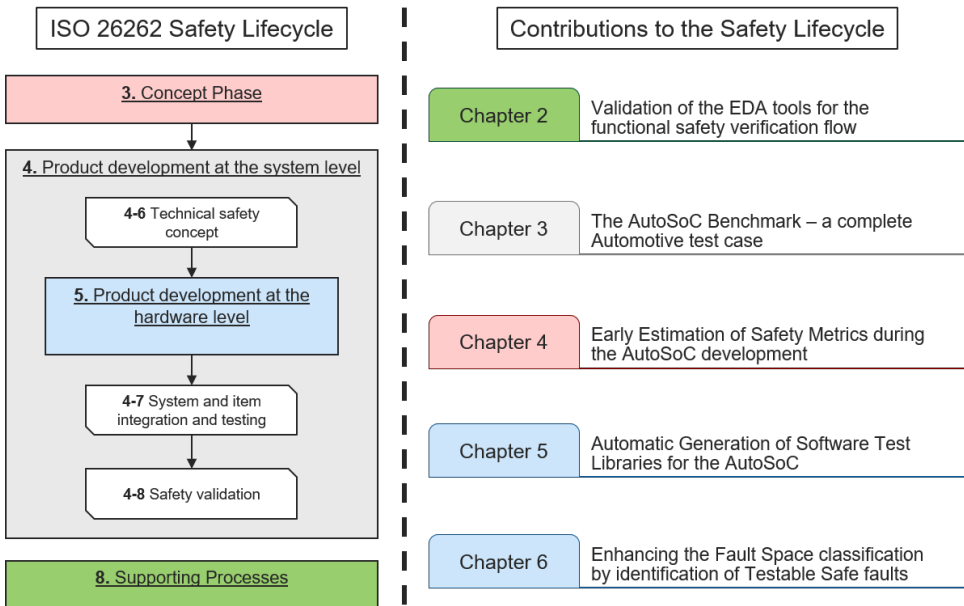 ISO 26262 Safety Lifecycle
3. Concept Phase
4. Product development at the system level
4-6 Technical safety
concept
5. Product development at the
hardware level
4-7 System and item
integration and testing
4-8 Safety validation
8. Supporting Processes
Contributions to the Safety Lifecycle
Chapter 2
Validation of the EDA tools for the
functional safety verification flow
Chapter 3
The AutoSoC Benchmark – a complete
Automotive test case
Chapter 4
Early Estimation of Safety Metrics during
the AutoSoC development
Chapter 5
Automatic Generation of Software Test
Libraries for the AutoSoC
Chapter 6
Enhancing the Fault Space classification
by identification of Testable Safe faults